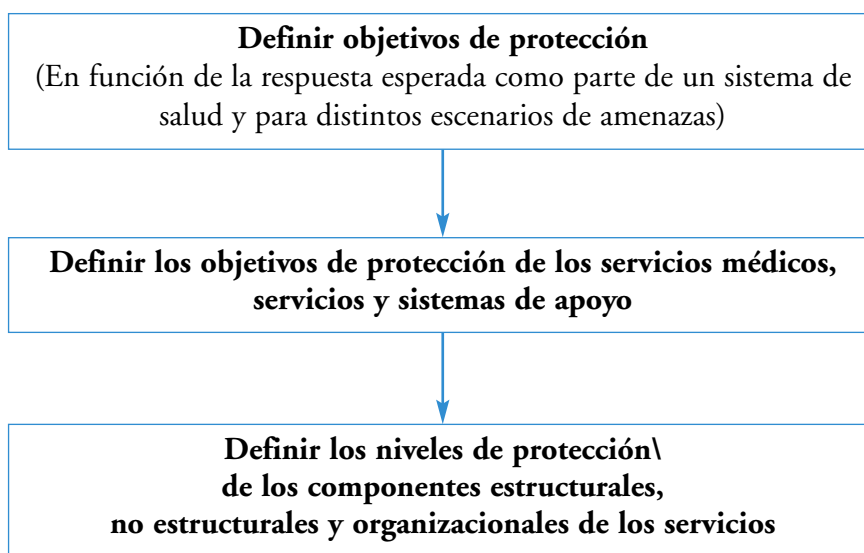 Definir objetivos de protección
(En función de la respuesta esperada como parte de un sistema de
salud y para distintos escenarios de amenazas)
Definir los objetivos de protección de los servicios médicos,
servicios y sistemas de apoyo
Definir los niveles de protección\
de los componentes estructurales,
no estructurales y organizacionales de los servicios